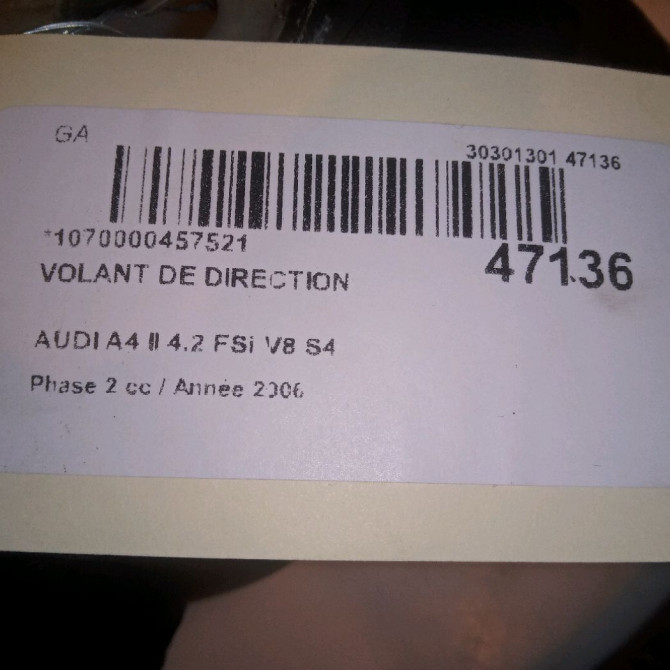 GA
30301301 47136
*1070000457521
47136
VOLANT DE DIRECTION
AUDI A4 II 4.2 FSi V8 S4
Phase 2 cc / Année 2006